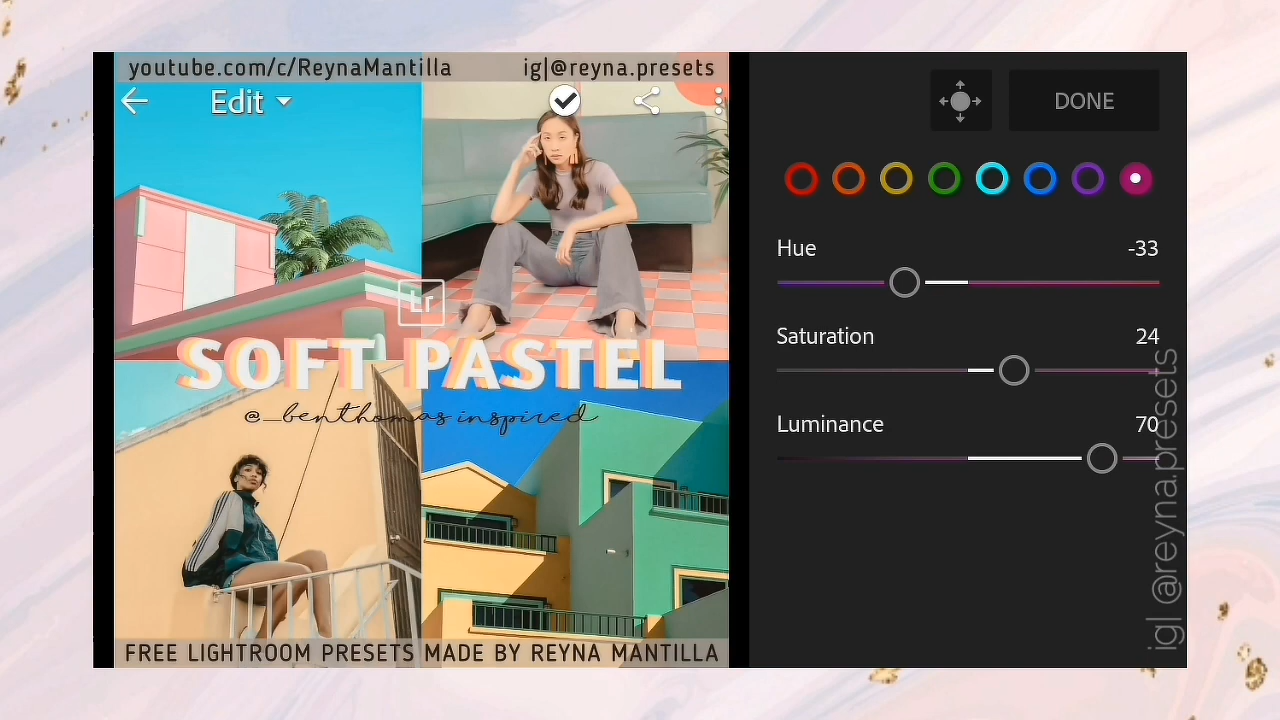 youtube.com/c/ReynaMantilla
ig|@reyna.presets
Edit
DONE
Hue -33
Saturation 24
Luminance 70
Lr
SOFT PASTEL
@_benthomas inspired
FREE LIGHTROOM PRESETS MADE BY REYNA MANTILLA
ig| @reyna.presets